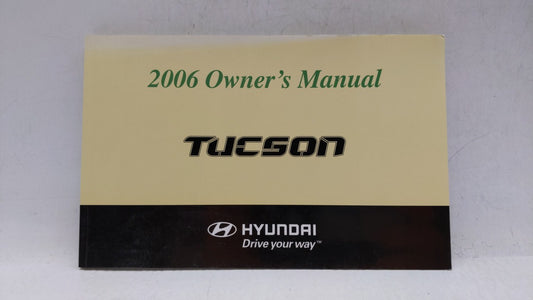 2006 Owner's Manual
TUCSON
HYUNDAI
Drive your way™